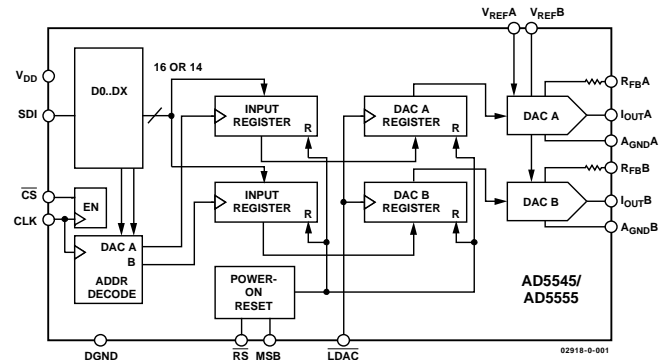 VREFA VREFB
VDD
SDI
D0..DX
16 OR 14
INPUT
REGISTER
R
DAC A
REGISTER
R
DAC A
RFBA
IOUTA
AGNDA
CS
CLK
EN
INPUT
REGISTER
R
DAC B
REGISTER
R
DAC B
RFBB
IOUTB
AGNDB
DAC A
B
ADDR
DECODE
POWER-
ON
RESET
AD5545/
AD5555
DGND
RS MSB
LDAC
02918-0-001